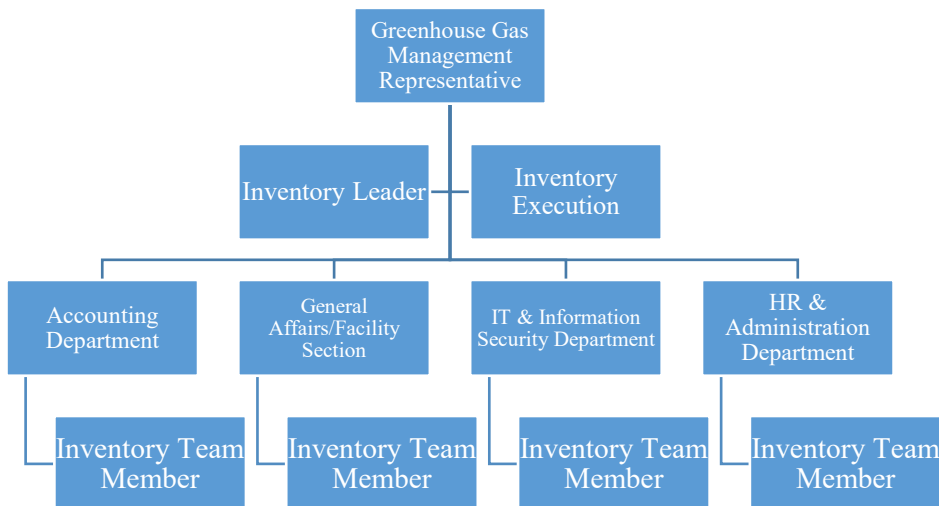 Greenhouse Gas
Management
Representative
Inventory Leader
Inventory
Execution
Accounting
Department
General
Affairs/Facility
Section
IT & Information
Security Department
HR &
Administration
Department
Inventory Team
Member
Inventory Team
Member
Inventory Team
Member
Inventory Team
Member